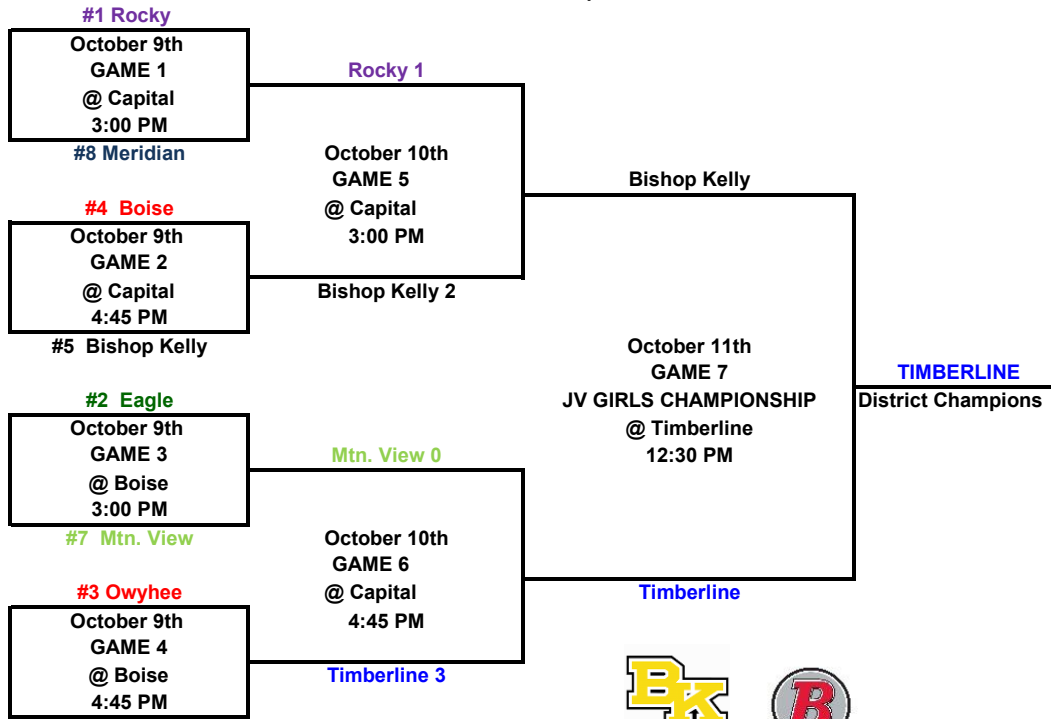 #1 Rocky
October 9th
GAME 1
@ Capital
3:00 PM
#8 Meridian
#4 Boise
October 9th
GAME 2
@ Capital
4:45 PM
#5 Bishop Kelly
#2 Eagle
October 9th
GAME 3
@ Boise
3:00 PM
#7 Mtn. View
#3 Owyhee
October 9th
GAME 4
@ Boise
4:45 PM
Rocky 1
October 10th
GAME 5
@ Capital
3:00 PM
Bishop Kelly 2
Mtn. View 0
October 10th
GAME 6
@ Capital
4:45 PM
Timberline 3
Bishop Kelly
October 11th
GAME 7
JV GIRLS CHAMPIONSHIP
@ Timberline
12:30 PM
Timberline
TIMBERLINE
District Champions
BK
B